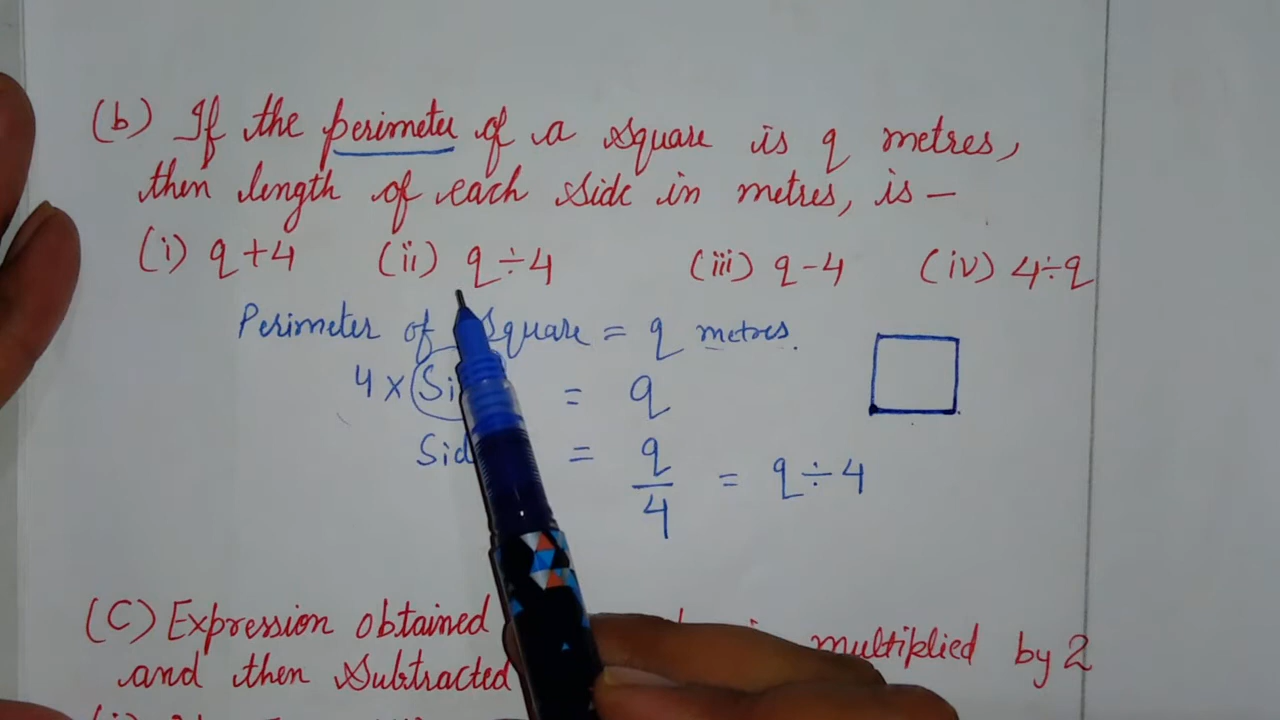 (b) If the perimeter of a square is q metres,
then length of each side in metres, is —
(i) q+4 (ii) q÷4 (iii) q-4 (iv) 4÷q
Perimeter of Square = q metres.
4 × = q
= q/4 = q÷4
(C) Expression obtained multiplied by 2
and then Subtracted